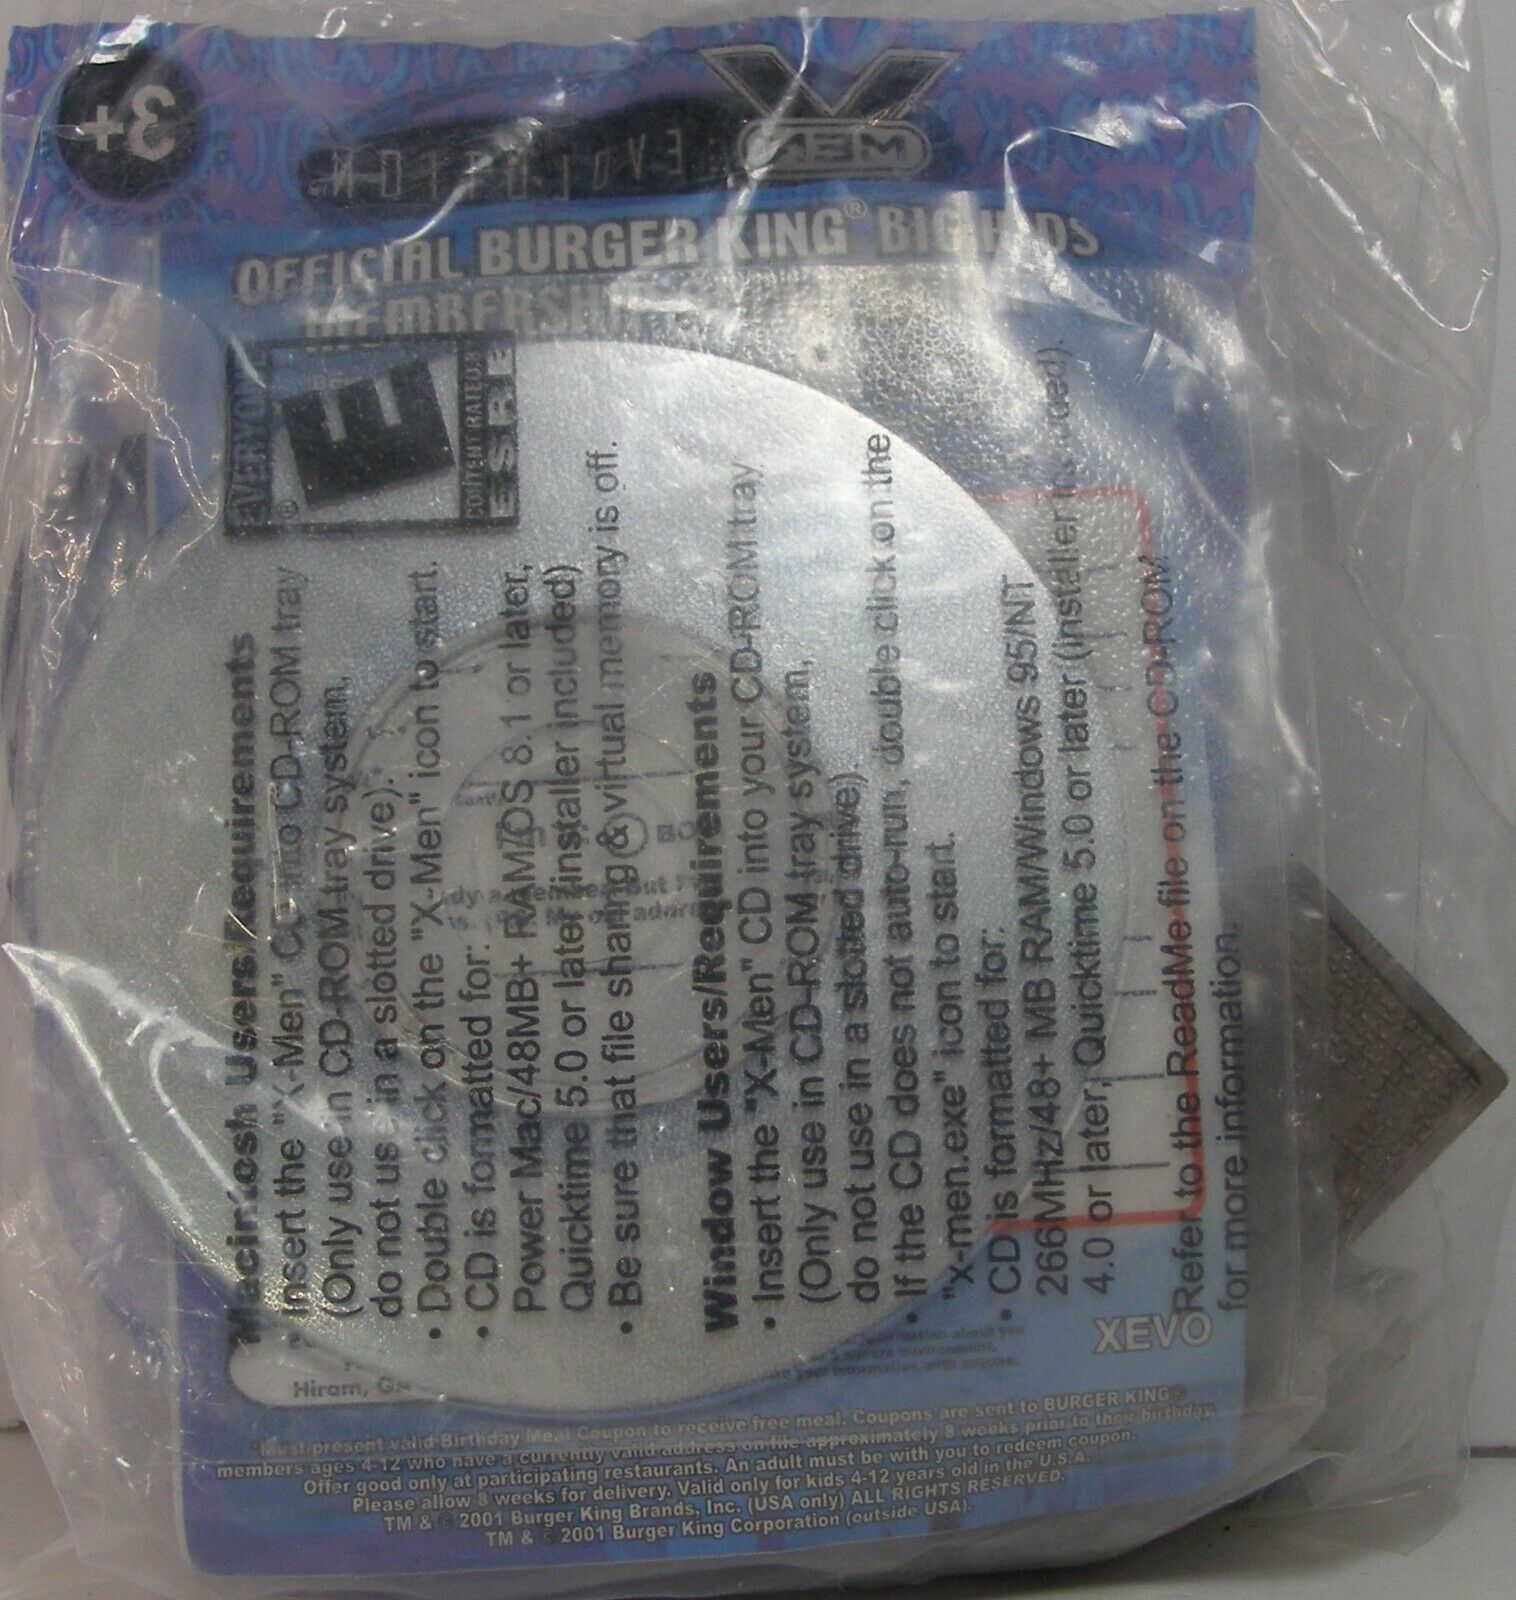 3+
X
MEN
EVOLUTION
OFFICIAL BURGER KING® BIG KIDS
MEMBERSHIP
EVERYONE
E
CONTENT RATED BY
ESRB
®
Macintosh Users/Requirements
• Insert the "X-Men" CD into CD-ROM tray
(Only use in CD-ROM tray system,
do not use in a slotted drive).
• Double click on the "X-Men" icon to start.
• CD is formatted for:
Power Mac/48MB+ RAM/OS 8.1 or later,
Quicktime 5.0 or later (installer included)
• Be sure that file sharing & virtual memory is off.
Window Users/Requirements
• Insert the "X-Men" CD into your CD-ROM tray
(Only use in CD-ROM tray system,
do not use in a slotted drive).
• If the CD does not auto-run, double click on the
"x-men.exe" icon to start.
• CD is formatted for:
266MHz/48+ MB RAM/Windows 95/NT
4.0 or later, Quicktime 5.0 or later (installer included).
Refer to the ReadMe file on the CD-ROM
for more information.
XEVO
Hiram, GA
your information with anyone.
*Must present valid Birthday Meal Coupon to receive free meal. Coupons are sent to BURGER KING®
members ages 4-12 who have a currently valid address on file approximately 8 weeks prior to their birthday.
Offer good only at participating restaurants. An adult must be with you to redeem coupon.
Please allow 8 weeks for delivery. Valid only for kids 4-12 years old in the U.S.A.
TM & © 2001 Burger King Brands, Inc. (USA only) ALL RIGHTS RESERVED.
TM & © 2001 Burger King Corporation (outside USA).